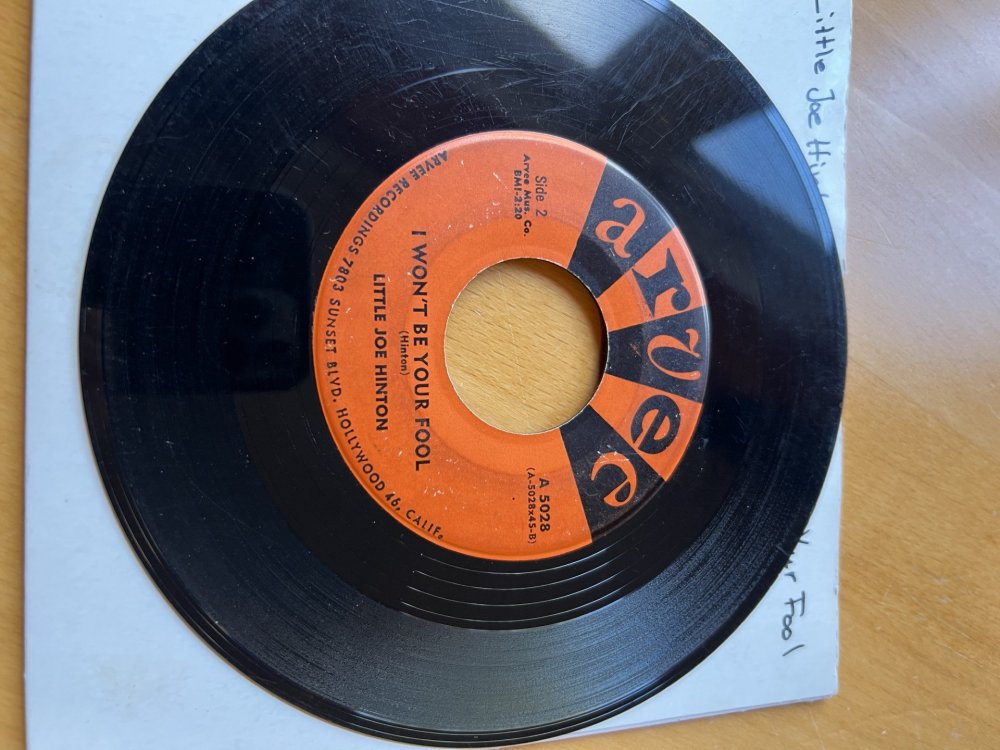 Little Joe
Your Fool
arvee
Side 2
Arvee Mus. Co.
BMI-2:20
A 5028
(A-5028x45-B)
I WON'T BE YOUR FOOL
(Hinton)
LITTLE JOE HINTON
ARVEE RECORDINGS 7803 SUNSET BLVD. HOLLYWOOD 46, CALIF.